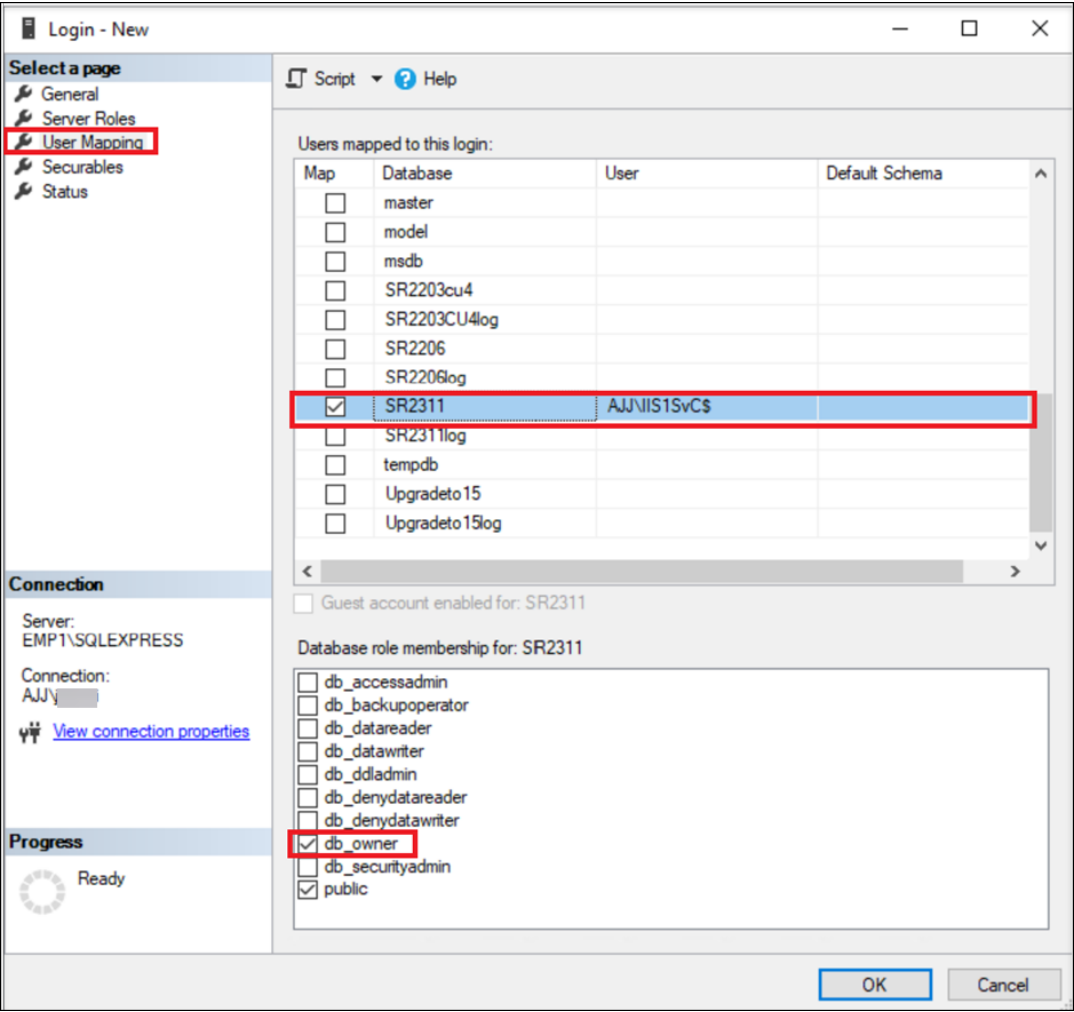 Login - New
Select a page
General
Server Roles
User Mapping
Securables
Status
Script Help
Users mapped to this login:
Map Database User Default Schema
master
model
msdb
SR2203cu4
SR2203CU4log
SR2206
SR2206log
SR2311 AJJ\IIS1SvC$
SR2311log
tempdb
Upgradeto15
Upgradeto15log
Guest account enabled for: SR2311
Database role membership for: SR2311
db_accessadmin
db_backupoperator
db_datareader
db_datawriter
db_ddladmin
db_denydatareader
db_denydatawriter
db_owner
db_securityadmin
public
Connection
Server:
EMP1\SQLEXPRESS
Connection:
AJJ\
View connection properties
Progress
Ready
OK Cancel